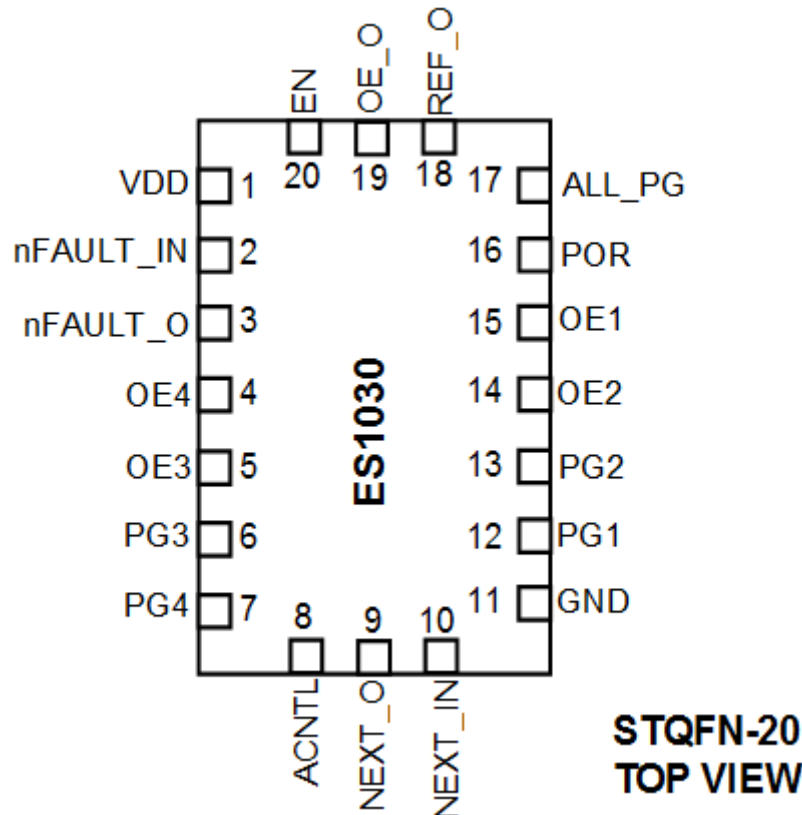 EN
OE_O
REF_O
20
19
18
VDD 1
17 ALL_PG
nFAULT_IN 2
16 POR
nFAULT_O 3
15 OE1
OE4 4
14 OE2
ES1030
OE3 5
13 PG2
PG3 6
12 PG1
PG4 7
11 GND
8
9
10
ACNTL
NEXT_O
NEXT_IN
STQFN-20
TOP VIEW